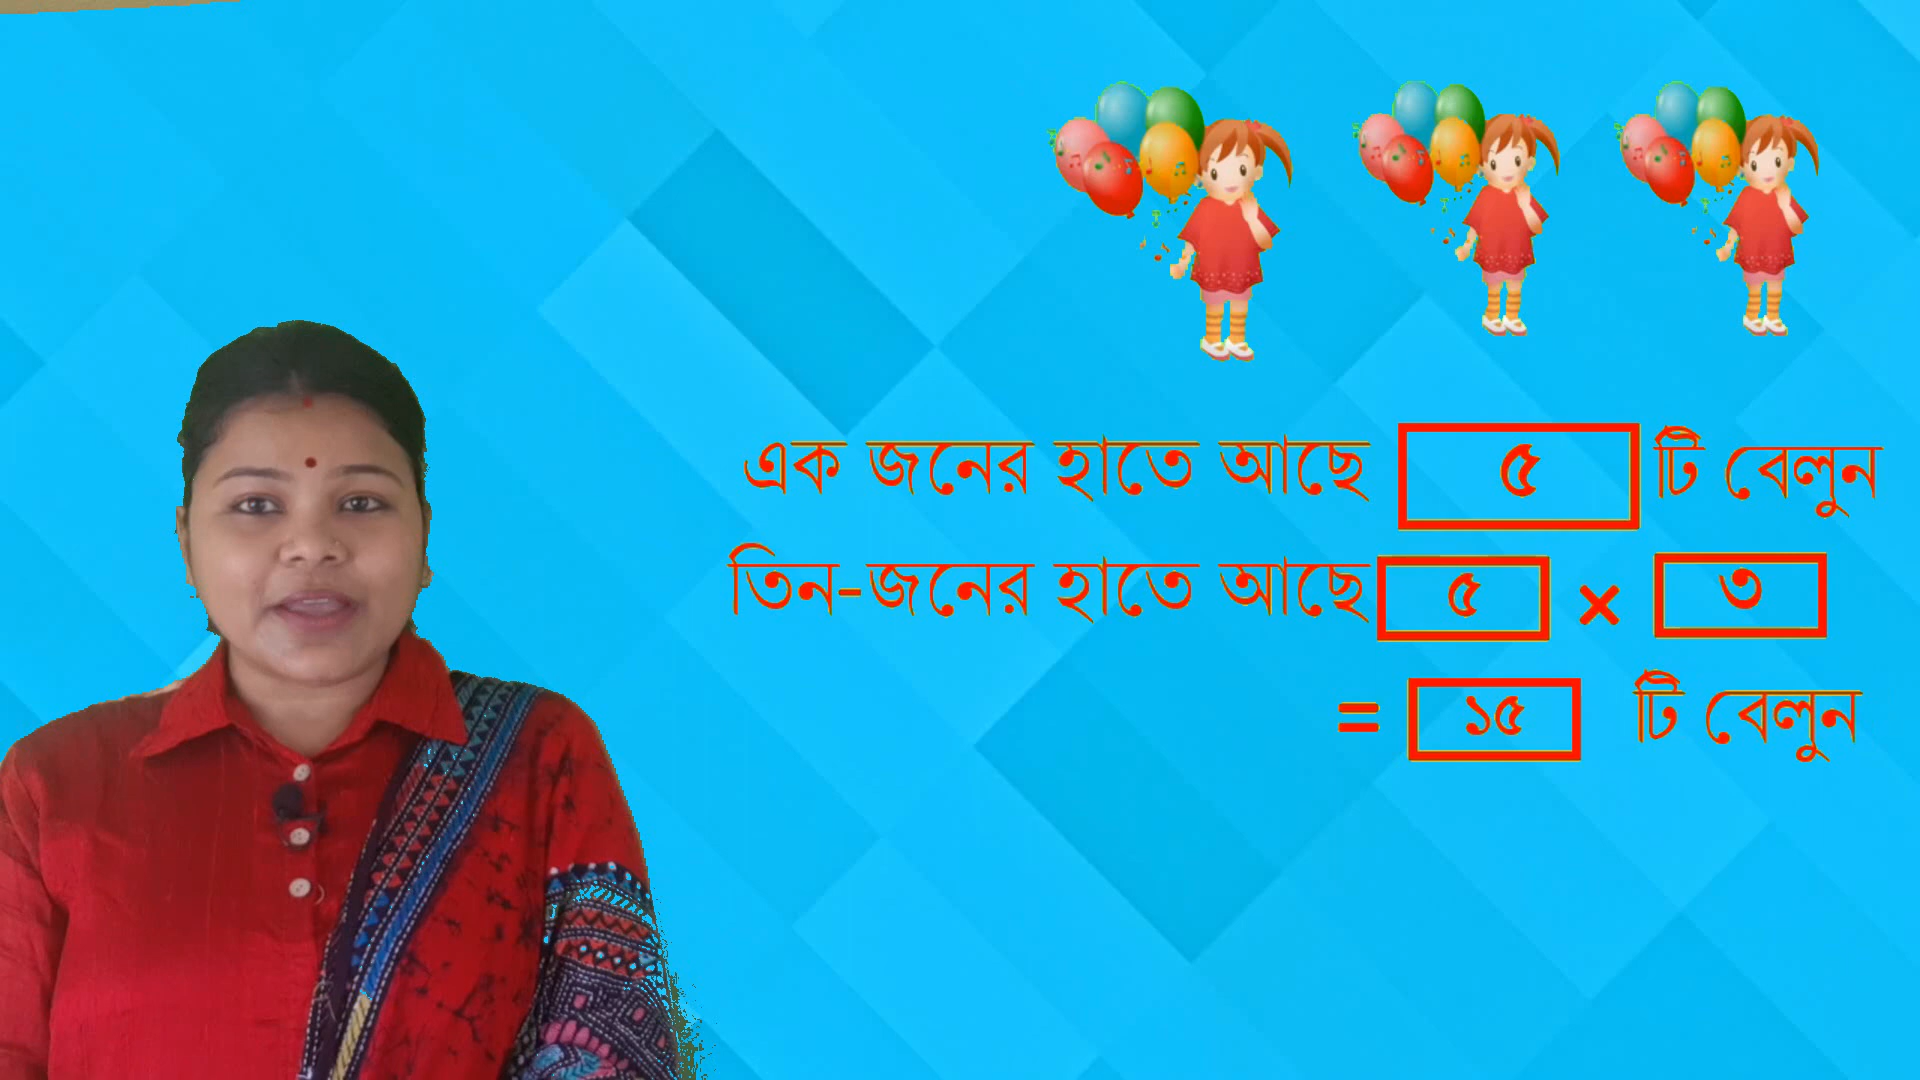 এক জনের হাতে আছে ৫ টি বেলুন
তিন-জনের হাতে আছে ৫ × ৩
= ১৫ টি বেলুন